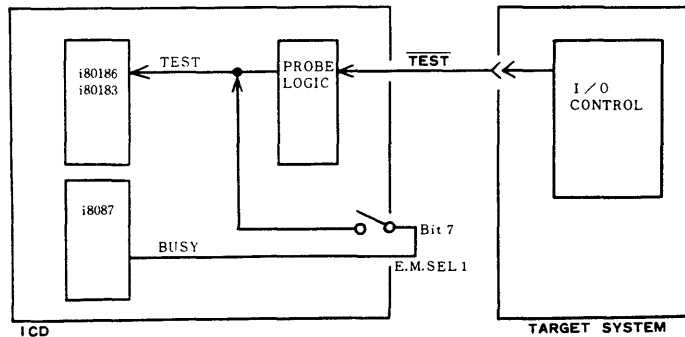 i80186
i80183
TEST
PROBE
LOGIC
TEST
I/O
CONTROL
i8087
BUSY
Bit 7
E.M.SEL 1
ICD
TARGET SYSTEM